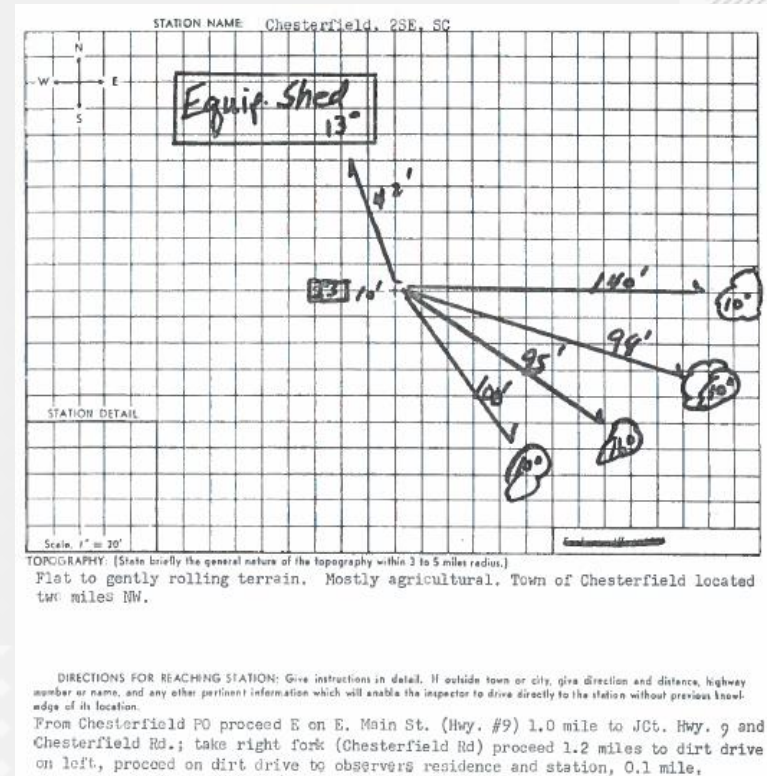 STATION NAME Chesterfield, 2SE, SC
N
W E
S
Equip. Shed
13°
42'
10'
140'
10°
98'
10°
95'
16°
100'
10°
STATION DETAIL
Scale, 1" = 20'
TOPOGRAPHY: (State briefly the general nature of the topography within 3 to 5 miles radius.)
Flat to gently rolling terrain. Mostly agricultural. Town of Chesterfield located
two miles NW.
DIRECTIONS FOR REACHING STATION: Give instructions in detail. If outside town or city, give direction and distance, highway
number or name, and any other pertinent information which will enable the inspector to drive directly to the station without previous knowl-
edge of its location.
From Chesterfield PO proceed E on E. Main St. (Hwy. #9) 1.0 mile to JCt. Hwy. 9 and
Chesterfield Rd.; take right fork (Chesterfield Rd) proceed 1.2 miles to dirt drive
on left, proceed on dirt drive to observers residence and station, 0.1 mile.